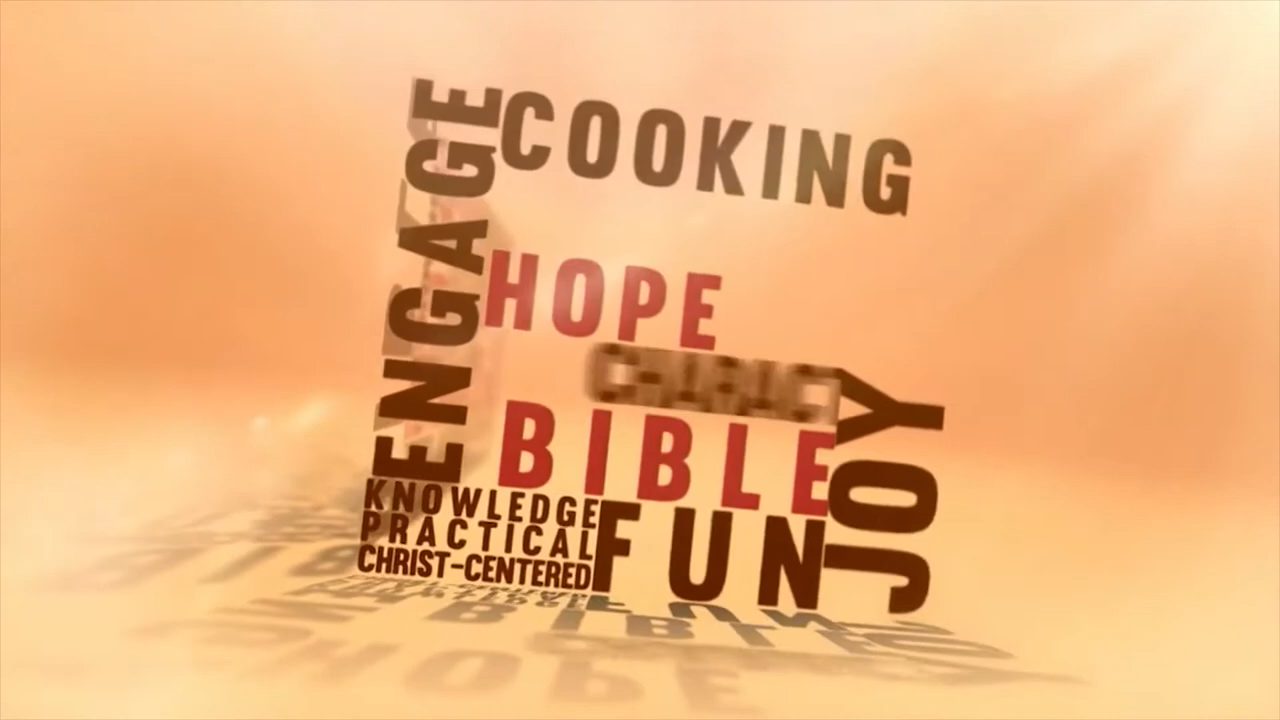 ENGAGE
COOKING
HOPE
BIBLE
JOY
KNOWLEDGE
PRACTICAL
CHRIST-CENTERED
FUN